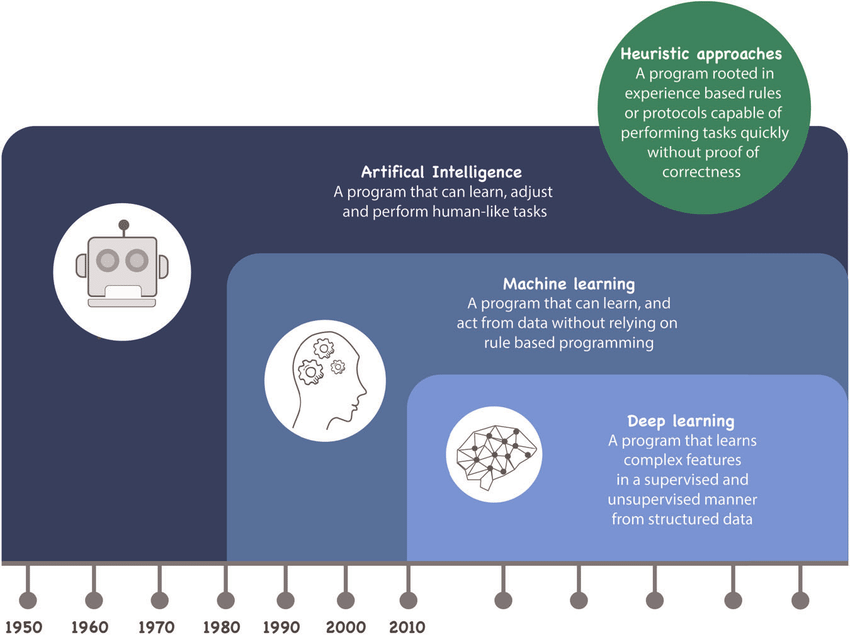 Heuristic approaches
A program rooted in
experience based rules
or protocols capable of
performing tasks quickly
without proof of
correctness
Artifical Intelligence
A program that can learn, adjust
and perform human-like tasks
Machine learning
A program that can learn, and
act from data without relying on
rule based programming
Deep learning
A program that learns
complex features
in a supervised and
unsupervised manner
from structured data
1950 1960 1970 1980 1990 2000 2010